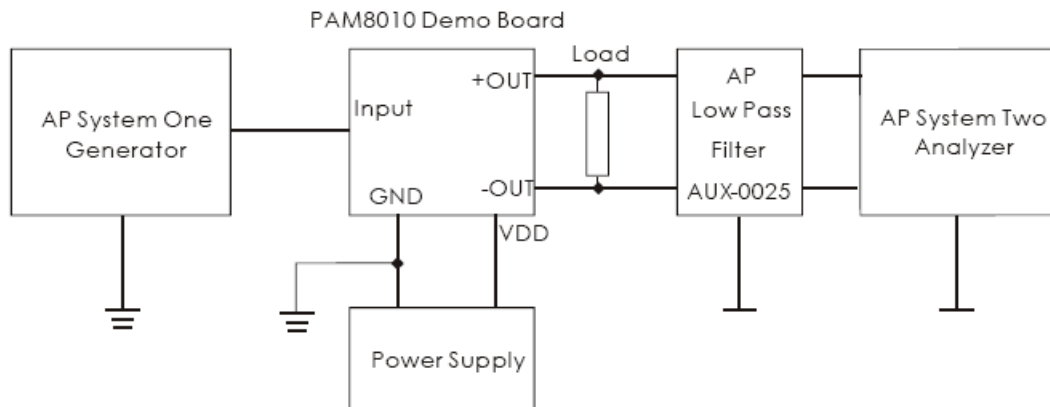 PAM8010 Demo Board
AP System One
Generator
Input
+OUT
-OUT
GND
VDD
Load
AP
Low Pass
Filter
AUX-0025
AP System Two
Analyzer
Power Supply